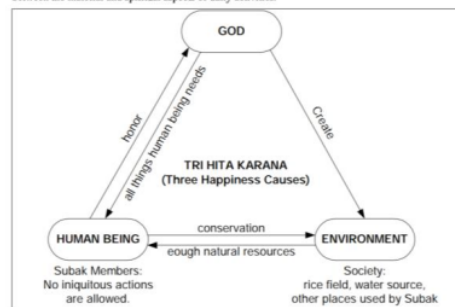 GOD
honor
all things human being needs
Create
TRI HITA KARANA
(Three Happiness Causes)
HUMAN BEING
conservation
eough natural resources
ENVIRONMENT
Subak Members:
No iniquitous actions
are allowed.
Society:
rice field, water source,
other places used by Subak